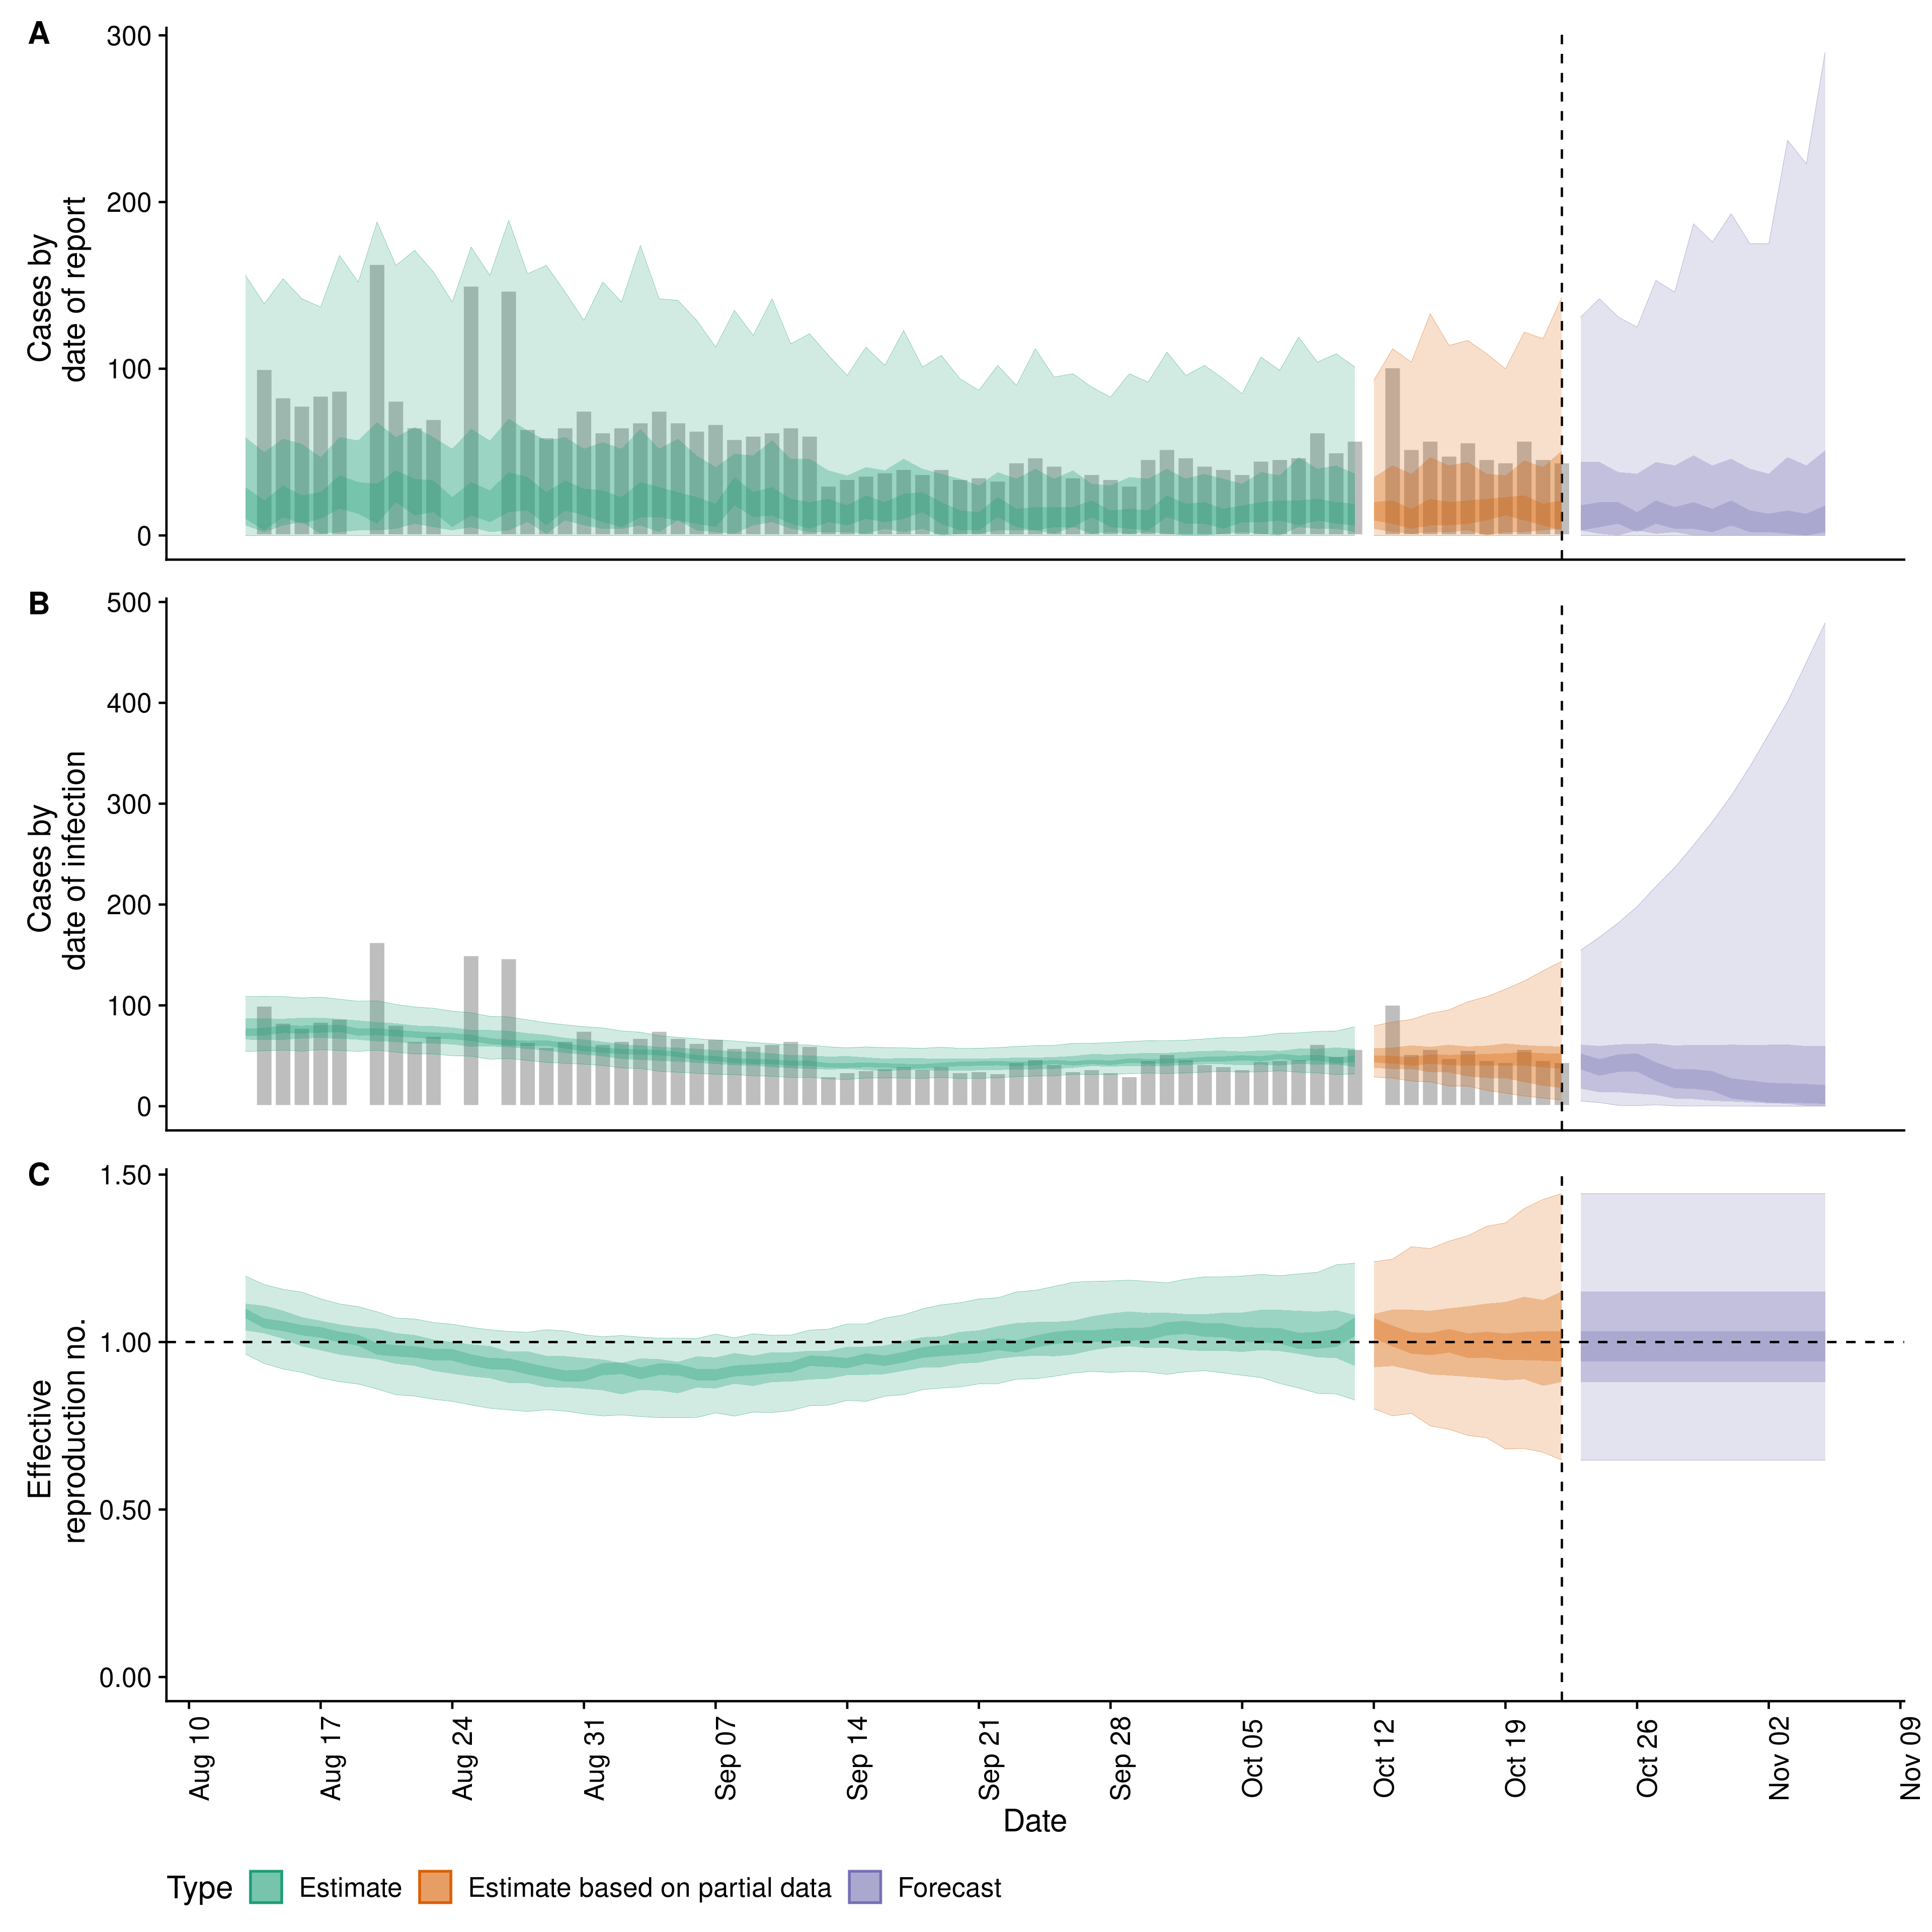 A
300
200
100
0
Cases by
date of report
B
500
400
300
200
100
0
Cases by
date of infection
C
1.50
1.00
0.50
0.00
Effective
reproduction no.
Aug 10
Aug 17
Aug 24
Aug 31
Sep 07
Sep 14
Sep 21
Sep 28
Oct 05
Oct 12
Oct 19
Oct 26
Nov 02
Nov 09
Date
Type Estimate Estimate based on partial data Forecast